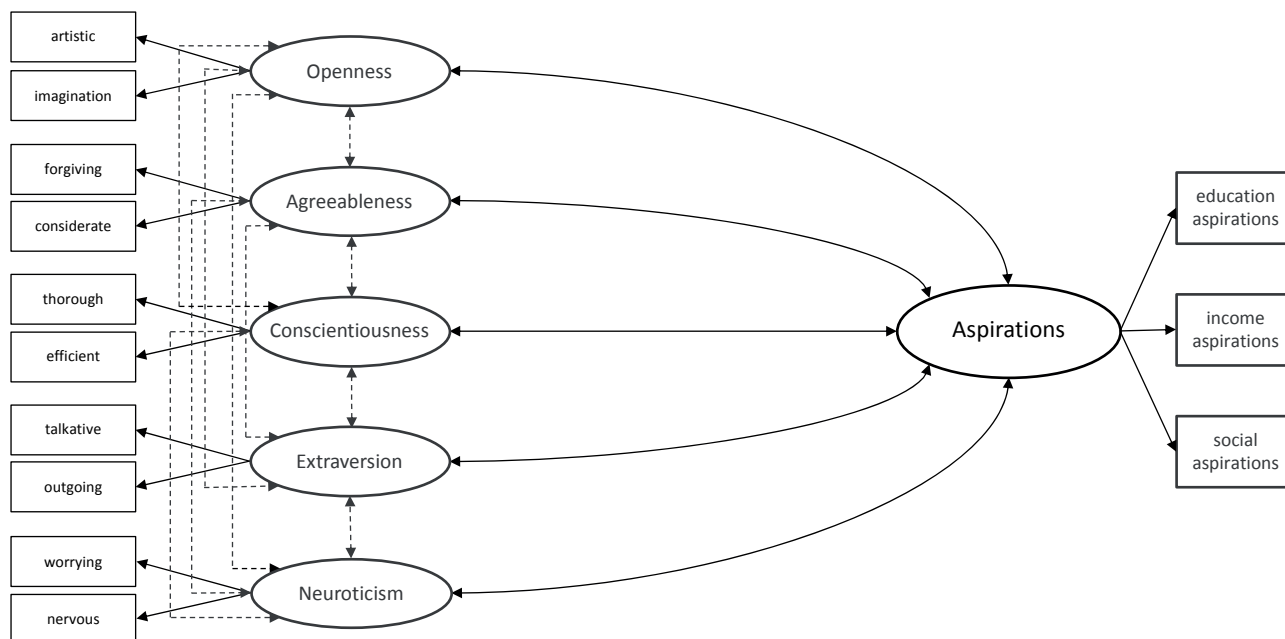 artistic
imagination
forgiving
considerate
thorough
efficient
talkative
outgoing
worrying
nervous
Openness
Agreeableness
Conscientiousness
Extraversion
Neuroticism
Aspirations
education
aspirations
income
aspirations
social
aspirations